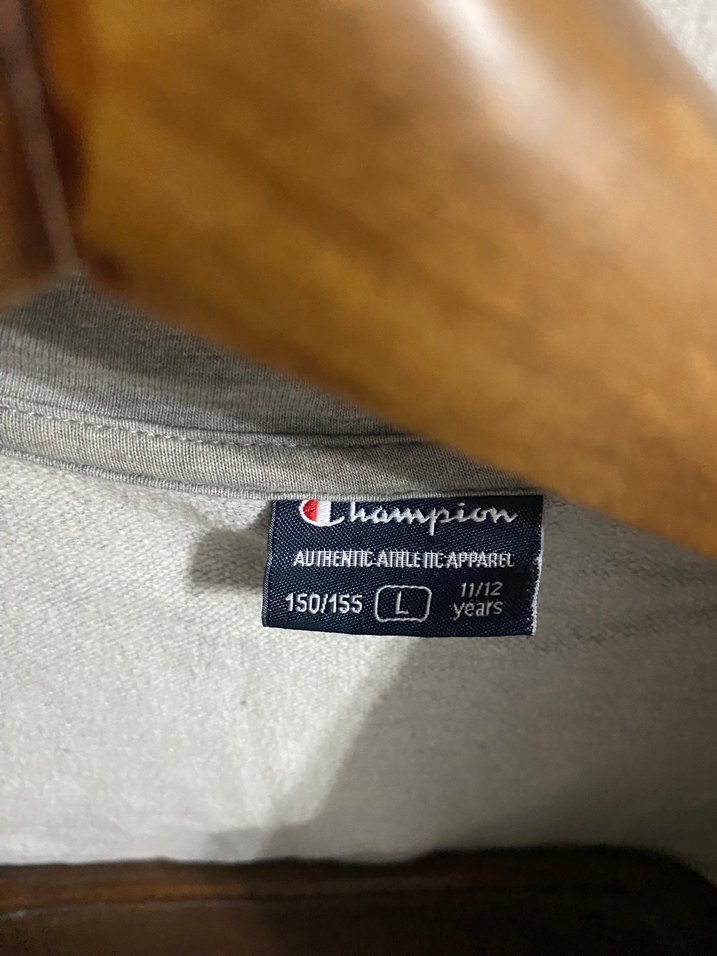 Champion
AUTHENTIC ATHLETIC APPAREL
150/155 L 11/12 years